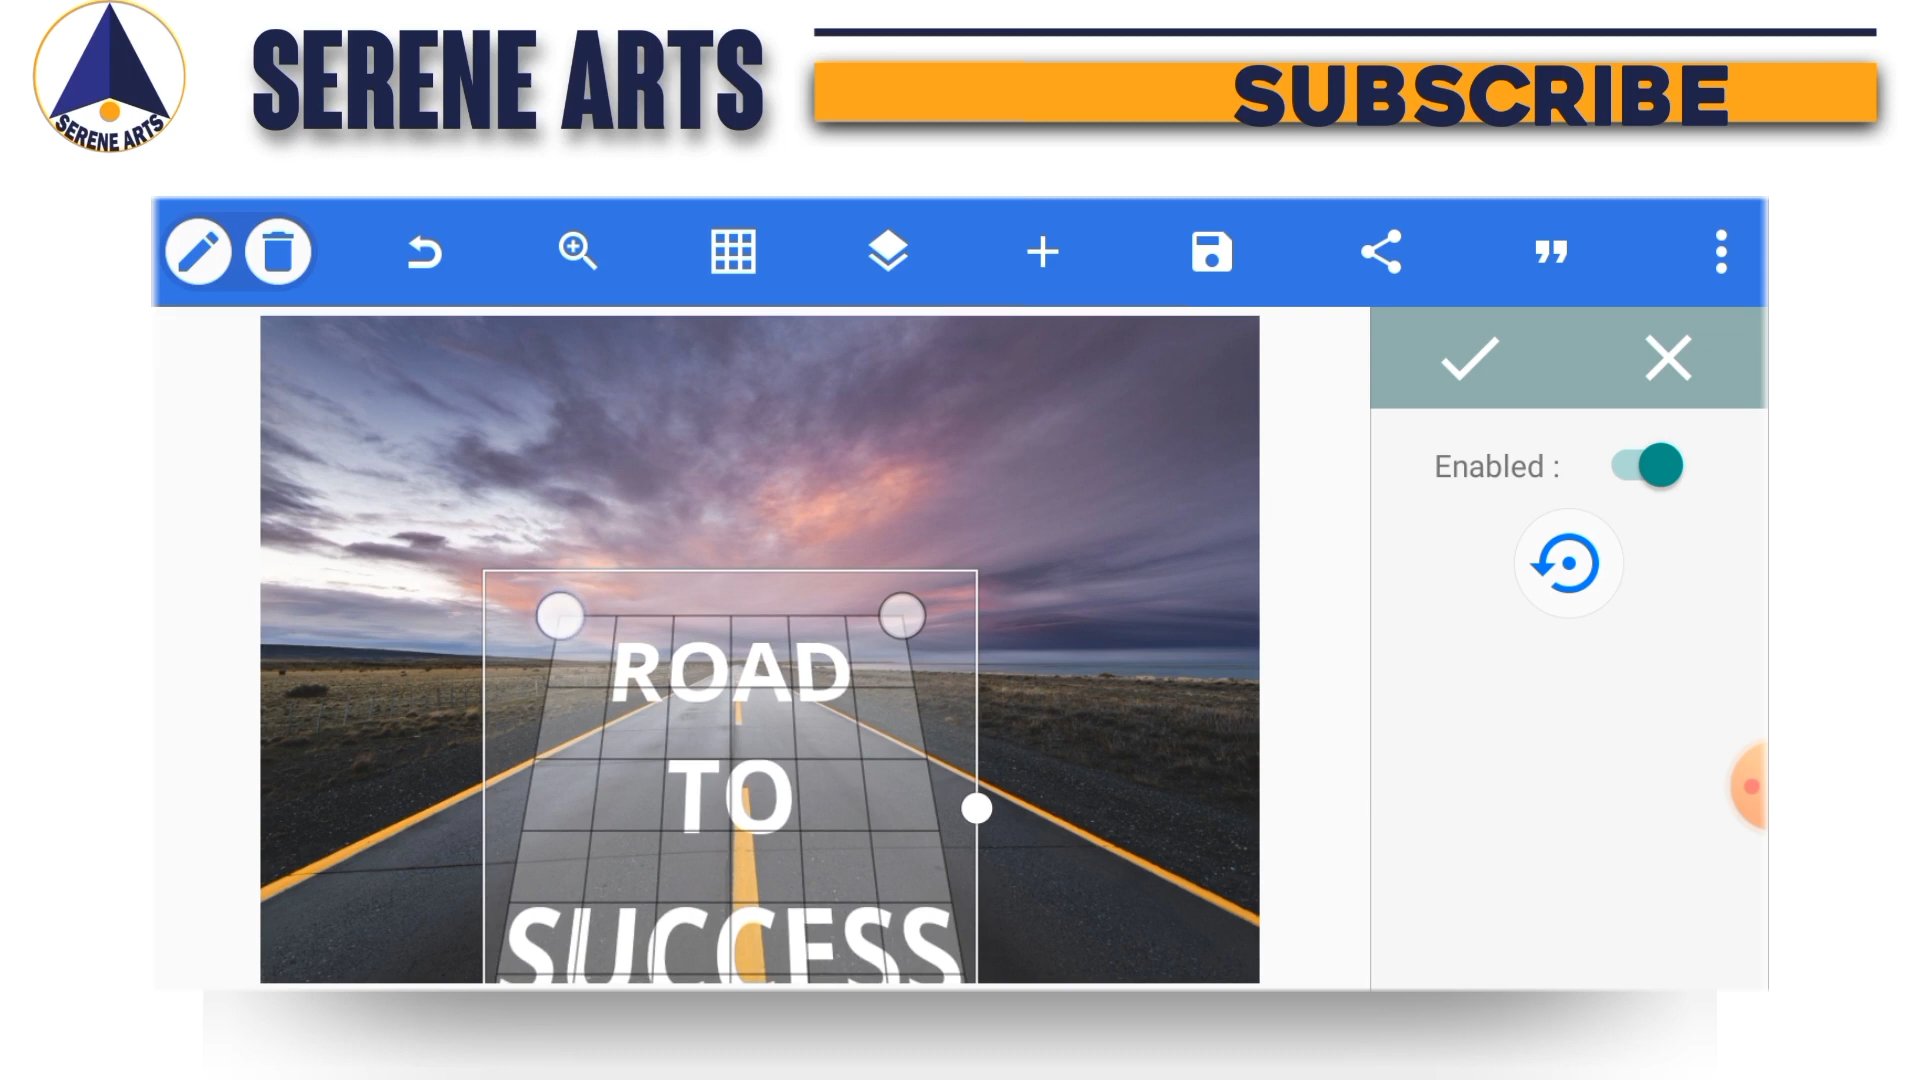 SERENE ARTS
SERENE ARTS
SUBSCRIBE
Enabled :
ROAD
TO
SUCCESS